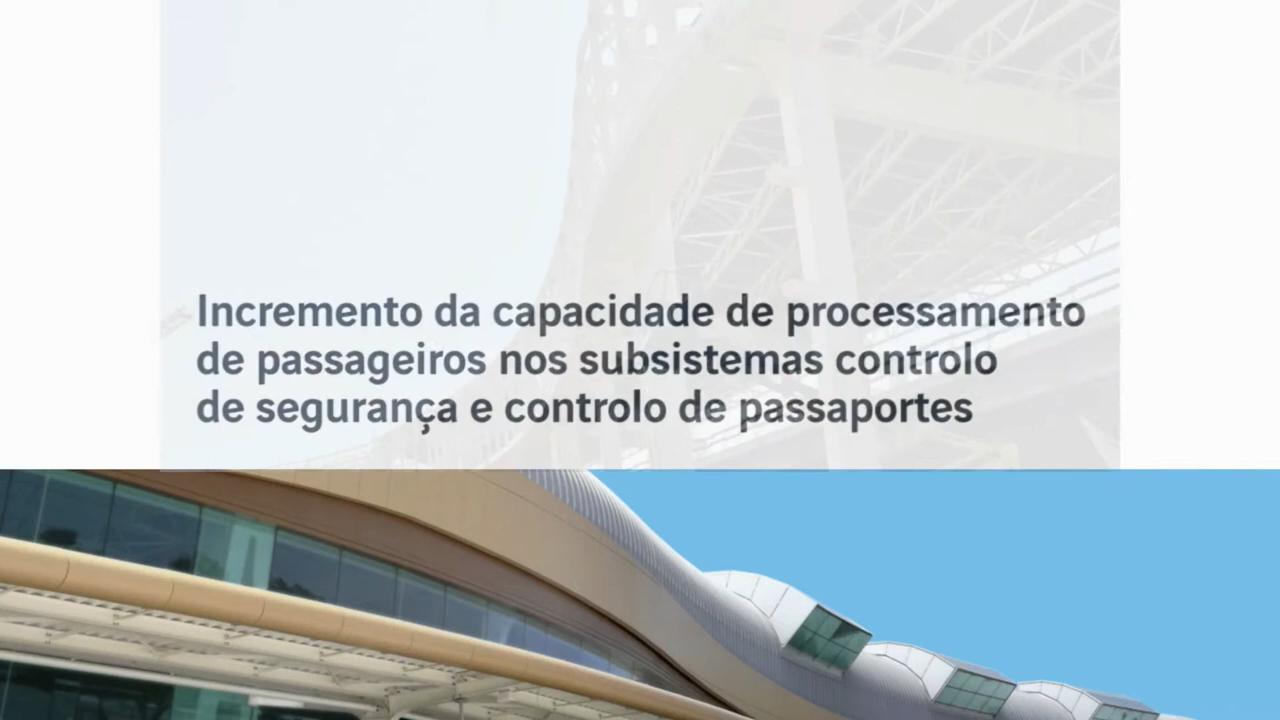 Incremento da capacidade de processamento
de passageiros nos subsistemas controlo
de segurança e controlo de passaportes